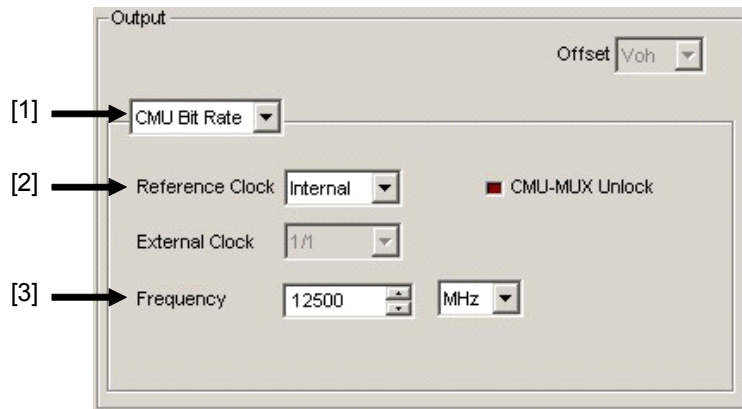 Output
Offset Voh
[1] CMU Bit Rate
[2] Reference Clock Internal CMU-MUX Unlock
External Clock 1/1
[3] Frequency 12500 MHz